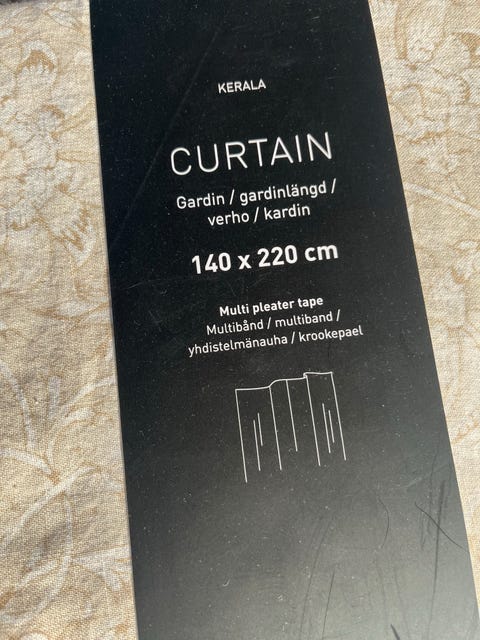 KERALA
CURTAIN
Gardin / gardinlängd /
verho / kardin
140 x 220 cm
Multi pleater tape
Multibånd / multiband /
yhdistelmänauha / krookepael